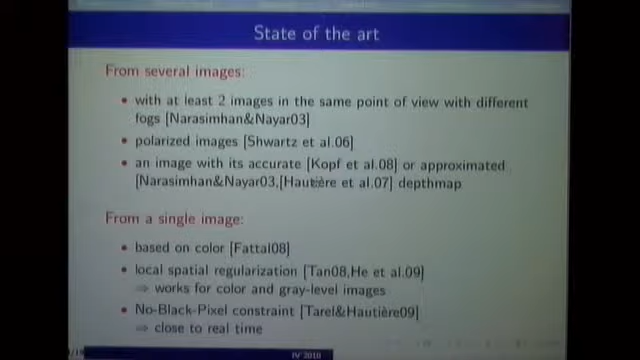 State of the art
From several images:
• with at least 2 images in the same point of view with different
fogs [Narasimhan&Nayar03]
• polarized images [Shwartz et al.06]
• an image with its accurate [Kopf et al.08] or approximated
[Narasimhan&Nayar03,[Hautière et al.07] depthmap
From a single image:
• based on color [Fattal08]
• local spatial regularization [Tan08,He et al.09]
⇒ works for color and gray-level images
• No-Black-Pixel constraint [Tarel&Hautière09]
⇒ close to real time
IV 2010